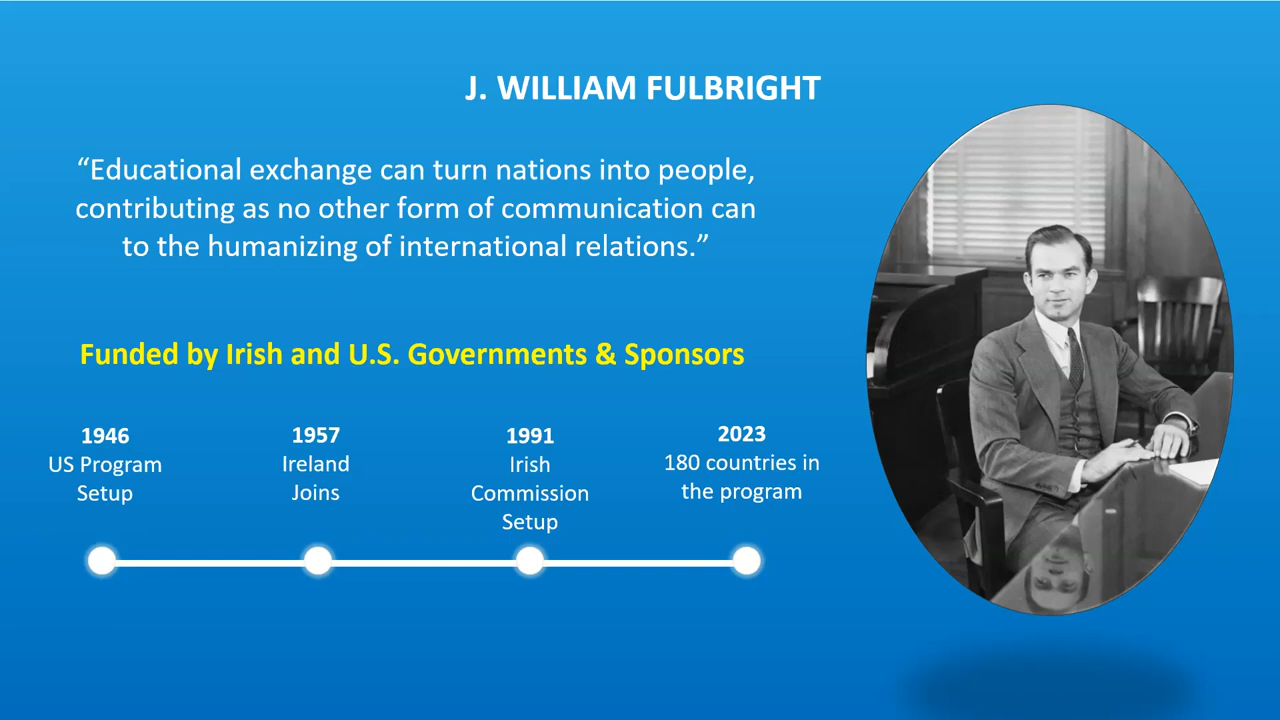 J. WILLIAM FULBRIGHT
“Educational exchange can turn nations into people,
contributing as no other form of communication can
to the humanizing of international relations.”
Funded by Irish and U.S. Governments & Sponsors
1946
US Program
Setup
1957
Ireland
Joins
1991
Irish
Commission
Setup
2023
180 countries in
the program